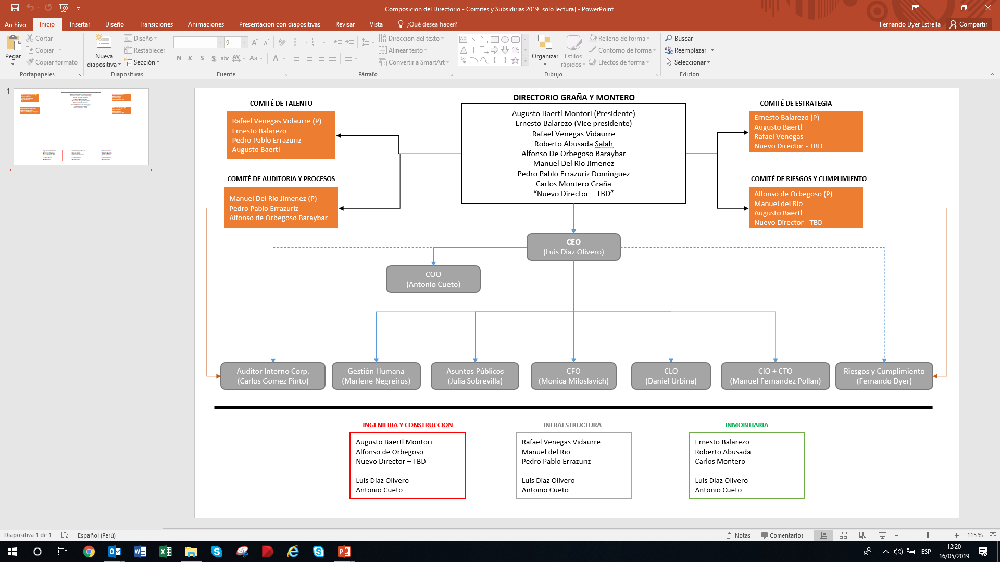 Composicion del Directorio - Comites y Subsidirias 2019 [solo lectura] - PowerPoint
Archivo Inicio Insertar Diseño Transiciones Animaciones Presentación con diapositivas Revisar Vista ¿Qué desea hacer? Fernando Dyer Estrella Compartir
Pegar
Cortar
Copiar
Copiar formato
Portapapeles
Nueva
diapositiva
Diseño
Restablecer
Sección
Diapositivas
9+
N K S S abc AV Aa A
Fuente
Dirección del texto
Alinear texto
Convertir a SmartArt
Párrafo
Organizar
Estilos
rápidos
Relleno de forma
Contorno de forma
Efectos de forma
Dibujo
Buscar
Reemplazar
Seleccionar
Edición
1
DIRECTORIO GRAÑA Y MONTERO
Augusto Baertl Montori (Presidente)
Ernesto Balarezo (Vice presidente)
Rafael Venegas Vidaurre
Roberto Abusada Salah
Alfonso De Orbegoso Baraybar
Manuel Del Rio Jimenez
Pedro Pablo Errazuriz Dominguez
Carlos Montero Graña
“Nuevo Director – TBD”
COMITÉ DE TALENTO
Rafael Venegas Vidaurre (P)
Ernesto Balarezo
Pedro Pablo Errazuriz
Augusto Baertl
COMITÉ DE ESTRATEGIA
Ernesto Balarezo (P)
Augusto Baertl
Rafael Venegas
Nuevo Director - TBD
COMITÉ DE AUDITORIA Y PROCESOS
Manuel Del Rio Jimenez (P)
Pedro Pablo Errazuriz
Alfonso de Orbegoso Baraybar
COMITÉ DE RIESGOS Y CUMPLIMIENTO
Alfonso de Orbegoso (P)
Manuel del Rio
Augusto Baertl
Nuevo Director - TBD
CEO
(Luis Diaz Olivero)
COO
(Antonio Cueto)
Auditor Interno Corp.
(Carlos Gomez Pinto)
Gestión Humana
(Marlene Negreiros)
Asuntos Públicos
(Julia Sobrevilla)
CFO
(Monica Miloslavich)
CLO
(Daniel Urbina)
CIO + CTO
(Manuel Fernandez Pollan)
Riesgos y Cumplimiento
(Fernando Dyer)
INGENIERIA Y CONSTRUCCION
Augusto Baertl Montori
Alfonso de Orbegoso
Nuevo Director – TBD
Luis Diaz Olivero
Antonio Cueto
INFRAESTRUCTURA
Rafael Venegas Vidaurre
Manuel del Rio
Pedro Pablo Errazuriz
Luis Diaz Olivero
Antonio Cueto
INMOBILIARIA
Ernesto Balarezo
Roberto Abusada
Carlos Montero
Luis Diaz Olivero
Antonio Cueto
Diapositiva 1 de 1 Español (Perú) Notas Comentarios 115 %
ESP
12:20
16/05/2019